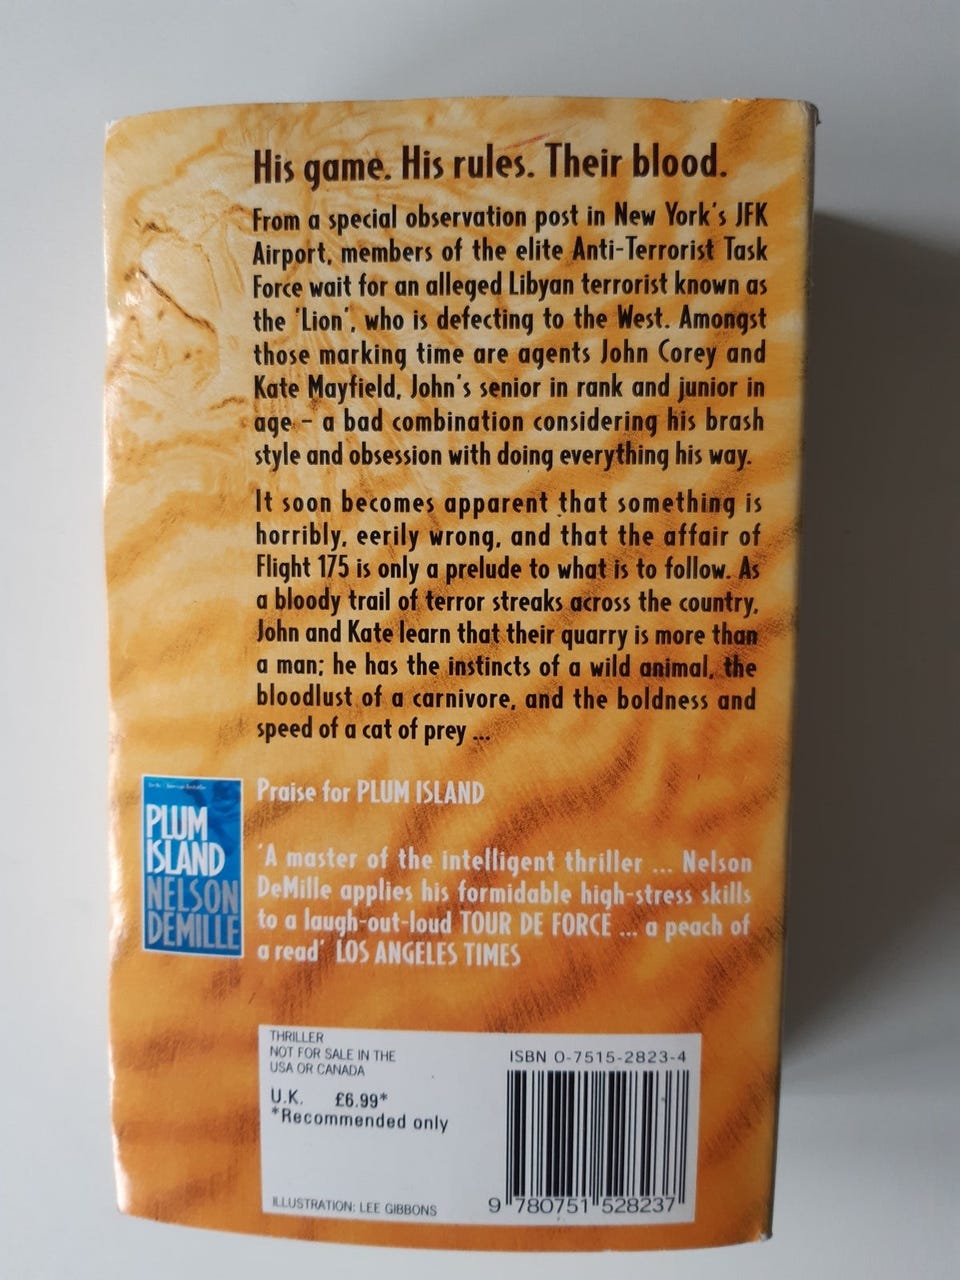 His game. His rules. Their blood.
From a special observation post in New York's JFK
Airport, members of the elite Anti-Terrorist Task
Force wait for an alleged Libyan terrorist known as
the 'Lion', who is defecting to the West. Amongst
those marking time are agents John Corey and
Kate Mayfield, John's senior in rank and junior in
age – a bad combination considering his brash
style and obsession with doing everything his way.
It soon becomes apparent that something is
horribly, eerily wrong, and that the affair of
Flight 175 is only a prelude to what is to follow. As
a bloody trail of terror streaks across the country,
John and Kate learn that their quarry is more than
a man; he has the instincts of a wild animal, the
bloodlust of a carnivore, and the boldness and
speed of a cat of prey ...
PLUM
ISLAND
NELSON
DEMILLE
Praise for PLUM ISLAND
'A master of the intelligent thriller ... Nelson
DeMille applies his formidable high-stress skills
to a laugh-out-loud TOUR DE FORCE ... a peach of
a read' LOS ANGELES TIMES
THRILLER
NOT FOR SALE IN THE
USA OR CANADA
U.K. £6.99*
*Recommended only
ILLUSTRATION: LEE GIBBONS
ISBN 0-7515-2823-4
9 780751 528237